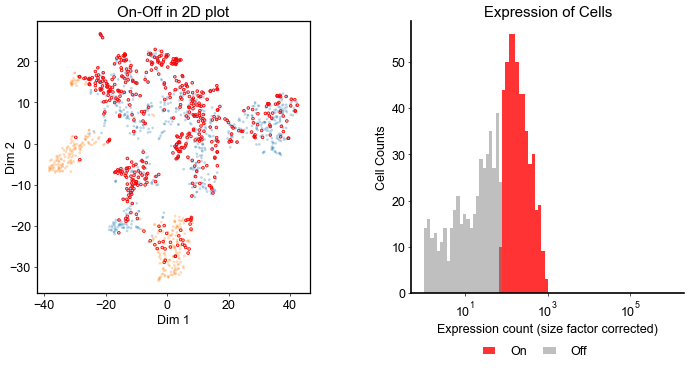 On-Off in 2D plot
Dim 2
20
10
0
−10
−20
−30
−40
−20
0
20
40
Dim 1
Expression of Cells
Cell Counts
50
40
30
20
10
0
10^1
10^3
10^5
Expression count (size factor corrected)
On
Off